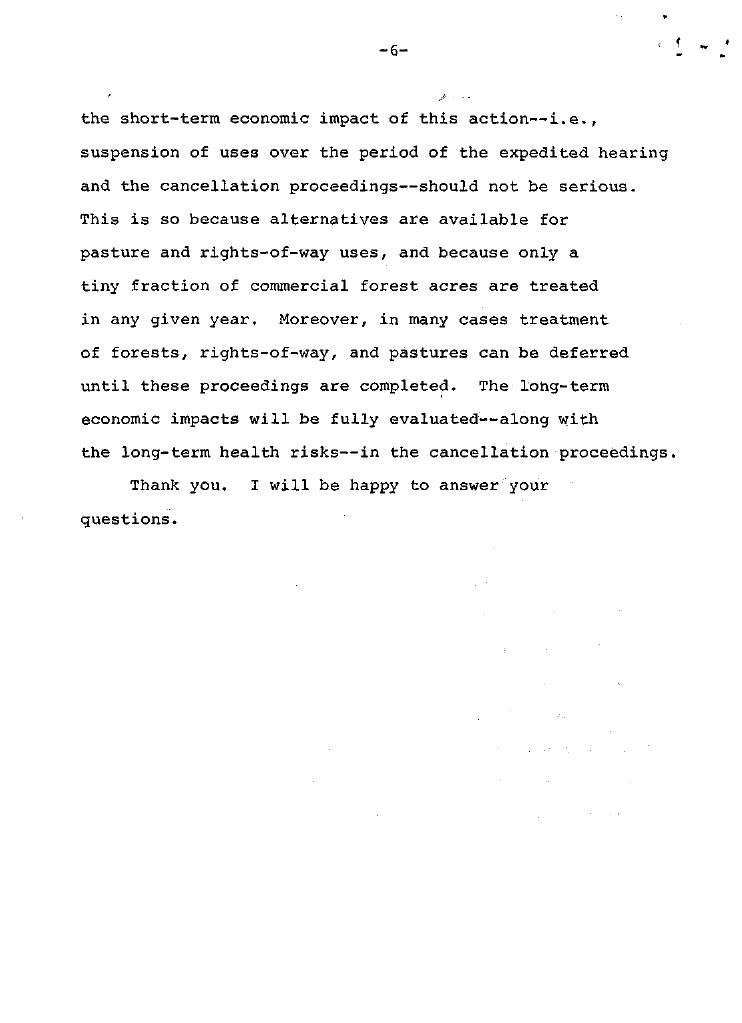 -6-
the short-term economic impact of this action--i.e.,
suspension of uses over the period of the expedited hearing
and the cancellation proceedings--should not be serious.
This is so because alternatives are available for
pasture and rights-of-way uses, and because only a
tiny fraction of commercial forest acres are treated
in any given year.  Moreover, in many cases treatment
of forests, rights-of-way, and pastures can be deferred
until these proceedings are completed.  The long-term
economic impacts will be fully evaluated--along with
the long-term health risks--in the cancellation proceedings.
Thank you.  I will be happy to answer your
questions.